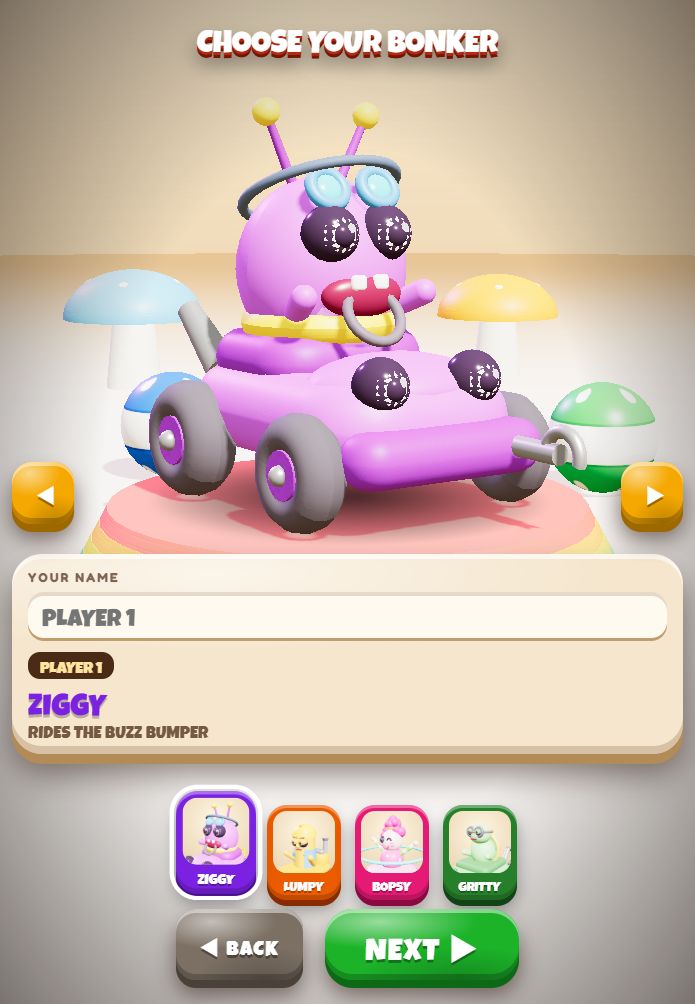 CHOOSE YOUR BONKER
YOUR NAME
PLAYER 1
PLAYER 1
ZIGGY
RIDES THE BUZZ BUMPER
ZIGGY
LUMPY
BOPSY
GRITTY
BACK
NEXT